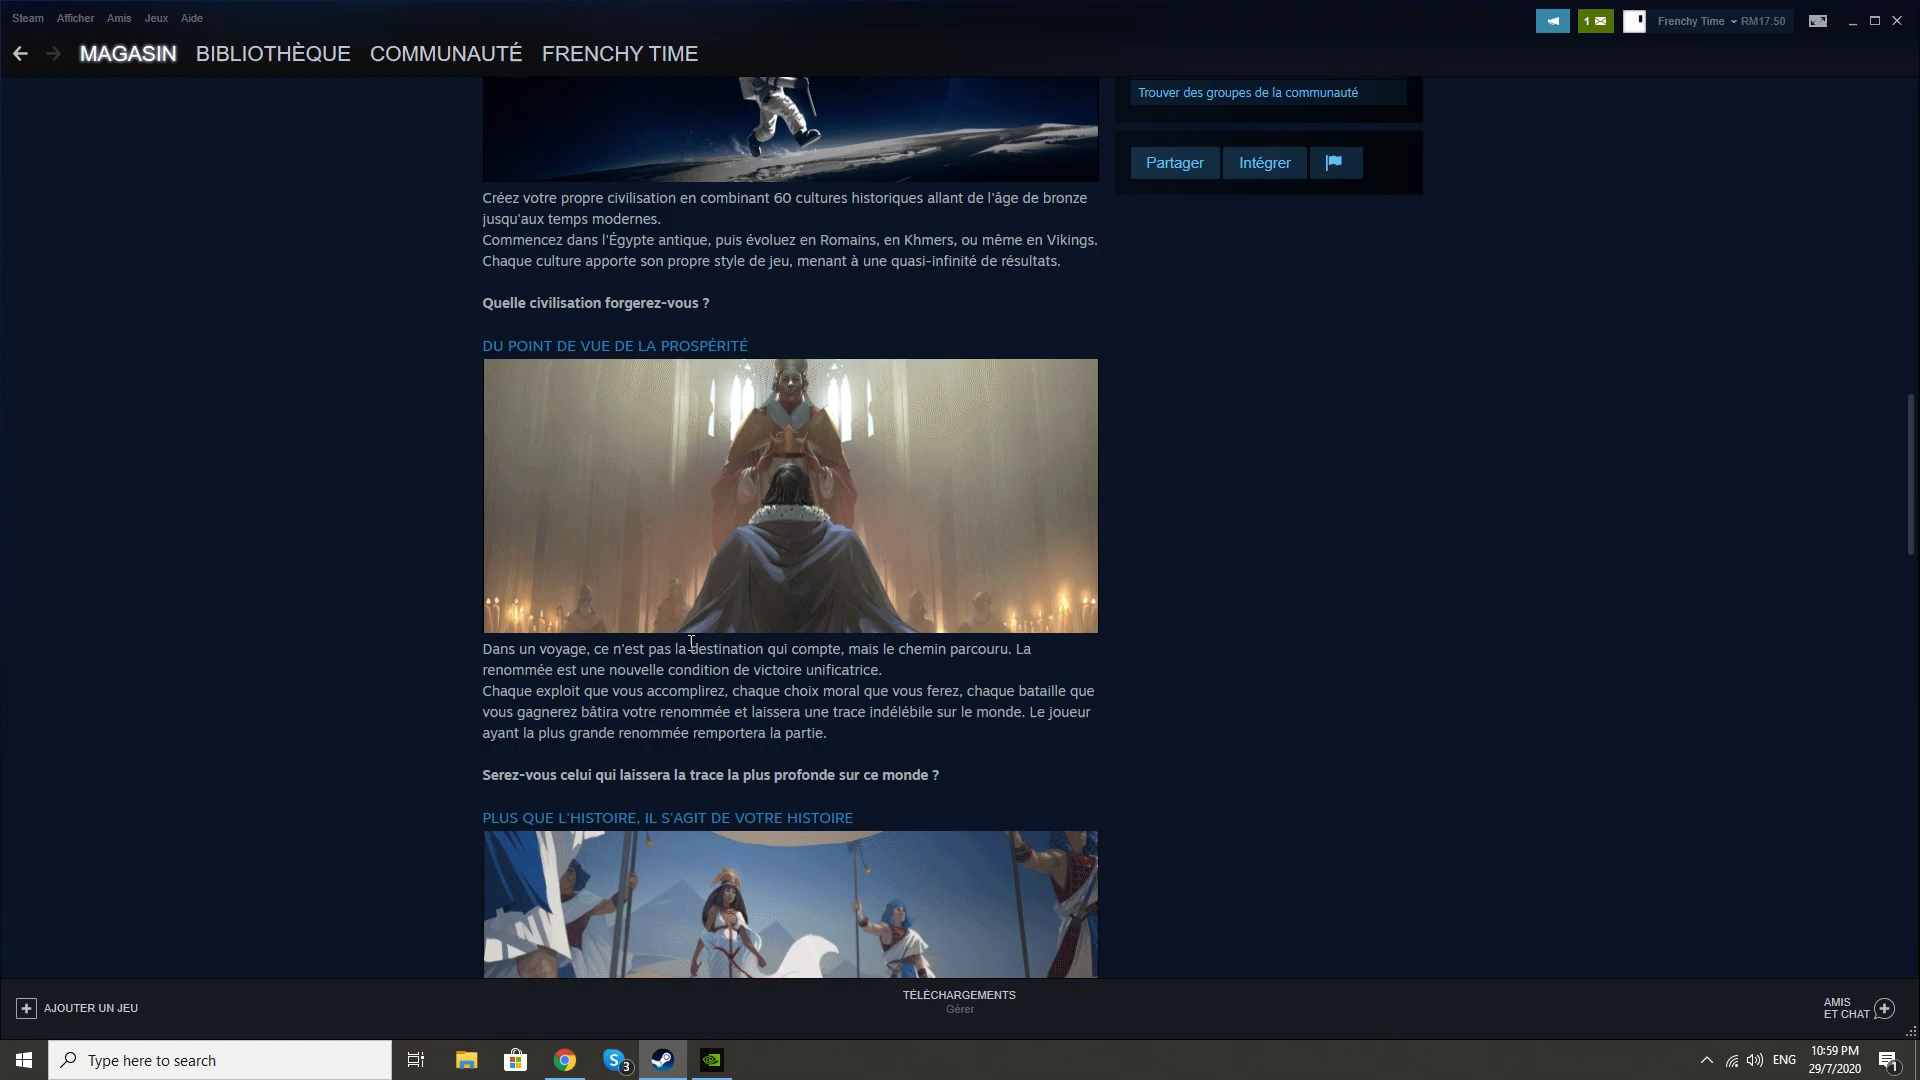 Steam Afficher Amis Jeux Aide
1
Frenchy Time RM17.50
MAGASIN BIBLIOTHÈQUE COMMUNAUTÉ FRENCHY TIME
Trouver des groupes de la communauté
Partager Intégrer
Créez votre propre civilisation en combinant 60 cultures historiques allant de l'âge de bronze
jusqu'aux temps modernes.
Commencez dans l'Égypte antique, puis évoluez en Romains, en Khmers, ou même en Vikings.
Chaque culture apporte son propre style de jeu, menant à une quasi-infinité de résultats.
Quelle civilisation forgerez-vous ?
DU POINT DE VUE DE LA PROSPÉRITÉ
Dans un voyage, ce n'est pas la destination qui compte, mais le chemin parcouru. La
renommée est une nouvelle condition de victoire unificatrice.
Chaque exploit que vous accomplirez, chaque choix moral que vous ferez, chaque bataille que
vous gagnerez bâtira votre renommée et laissera une trace indélébile sur le monde. Le joueur
ayant la plus grande renommée remportera la partie.
Serez-vous celui qui laissera la trace la plus profonde sur ce monde ?
PLUS QUE L'HISTOIRE, IL S'AGIT DE VOTRE HISTOIRE
AJOUTER UN JEU
TÉLÉCHARGEMENTS
Gérer
AMIS
ET CHAT
Type here to search
S 3
ENG
10:59 PM
29/7/2020
1